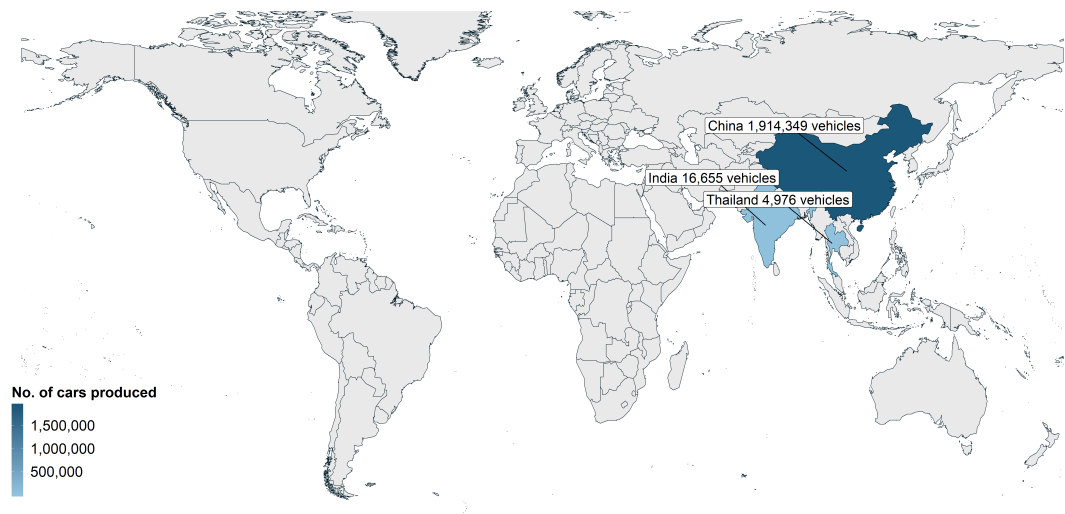 China 1,914,349 vehicles
India 16,655 vehicles
Thailand 4,976 vehicles
No. of cars produced
1,500,000
1,000,000
500,000